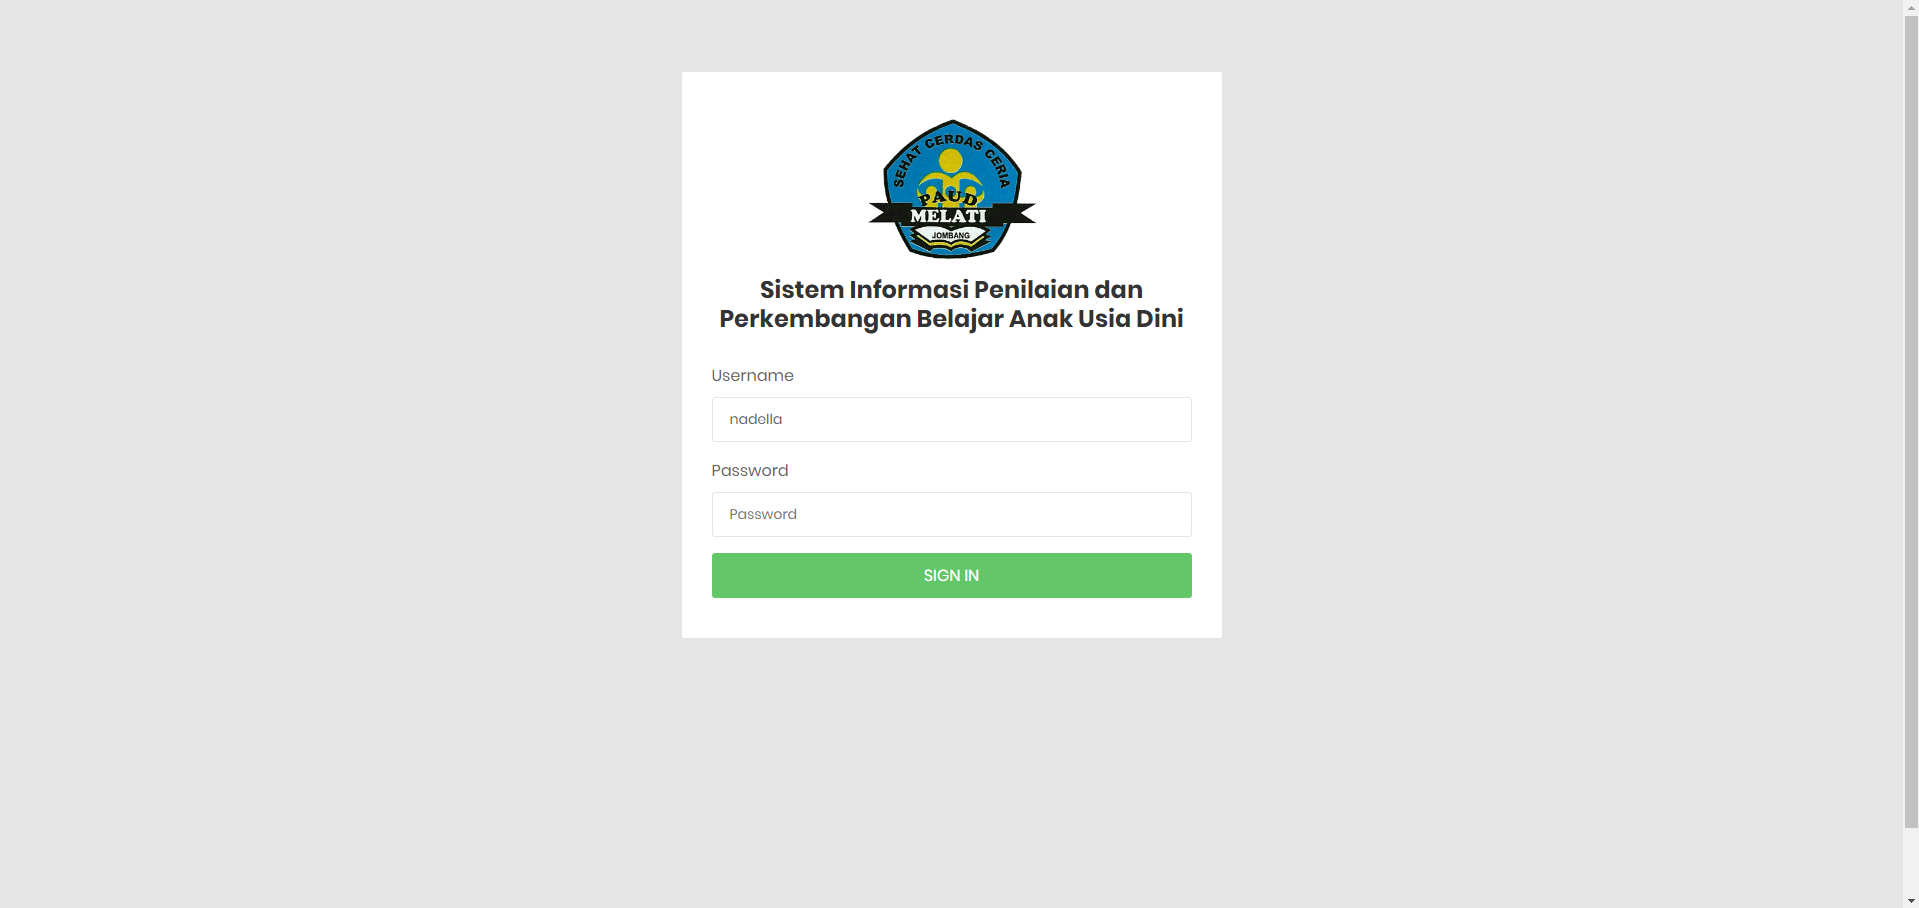 SEHAT CERDAS CERIA
PAUD
MELATI
JOMBANG
Sistem Informasi Penilaian dan
Perkembangan Belajar Anak Usia Dini
Username
nadella
Password
Password
SIGN IN